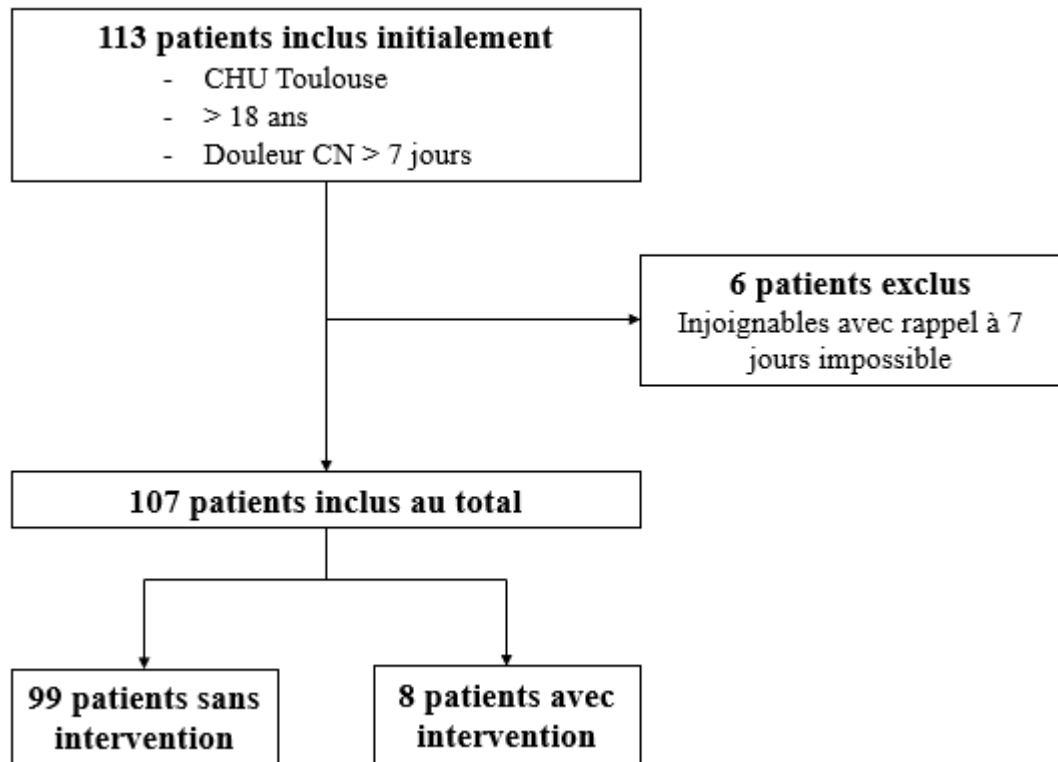 113 patients inclus initialement
- CHU Toulouse
- > 18 ans
- Douleur CN > 7 jours
6 patients exclus
Injoignables avec rappel à 7
jours impossible
107 patients inclus au total
99 patients sans
intervention
8 patients avec
intervention